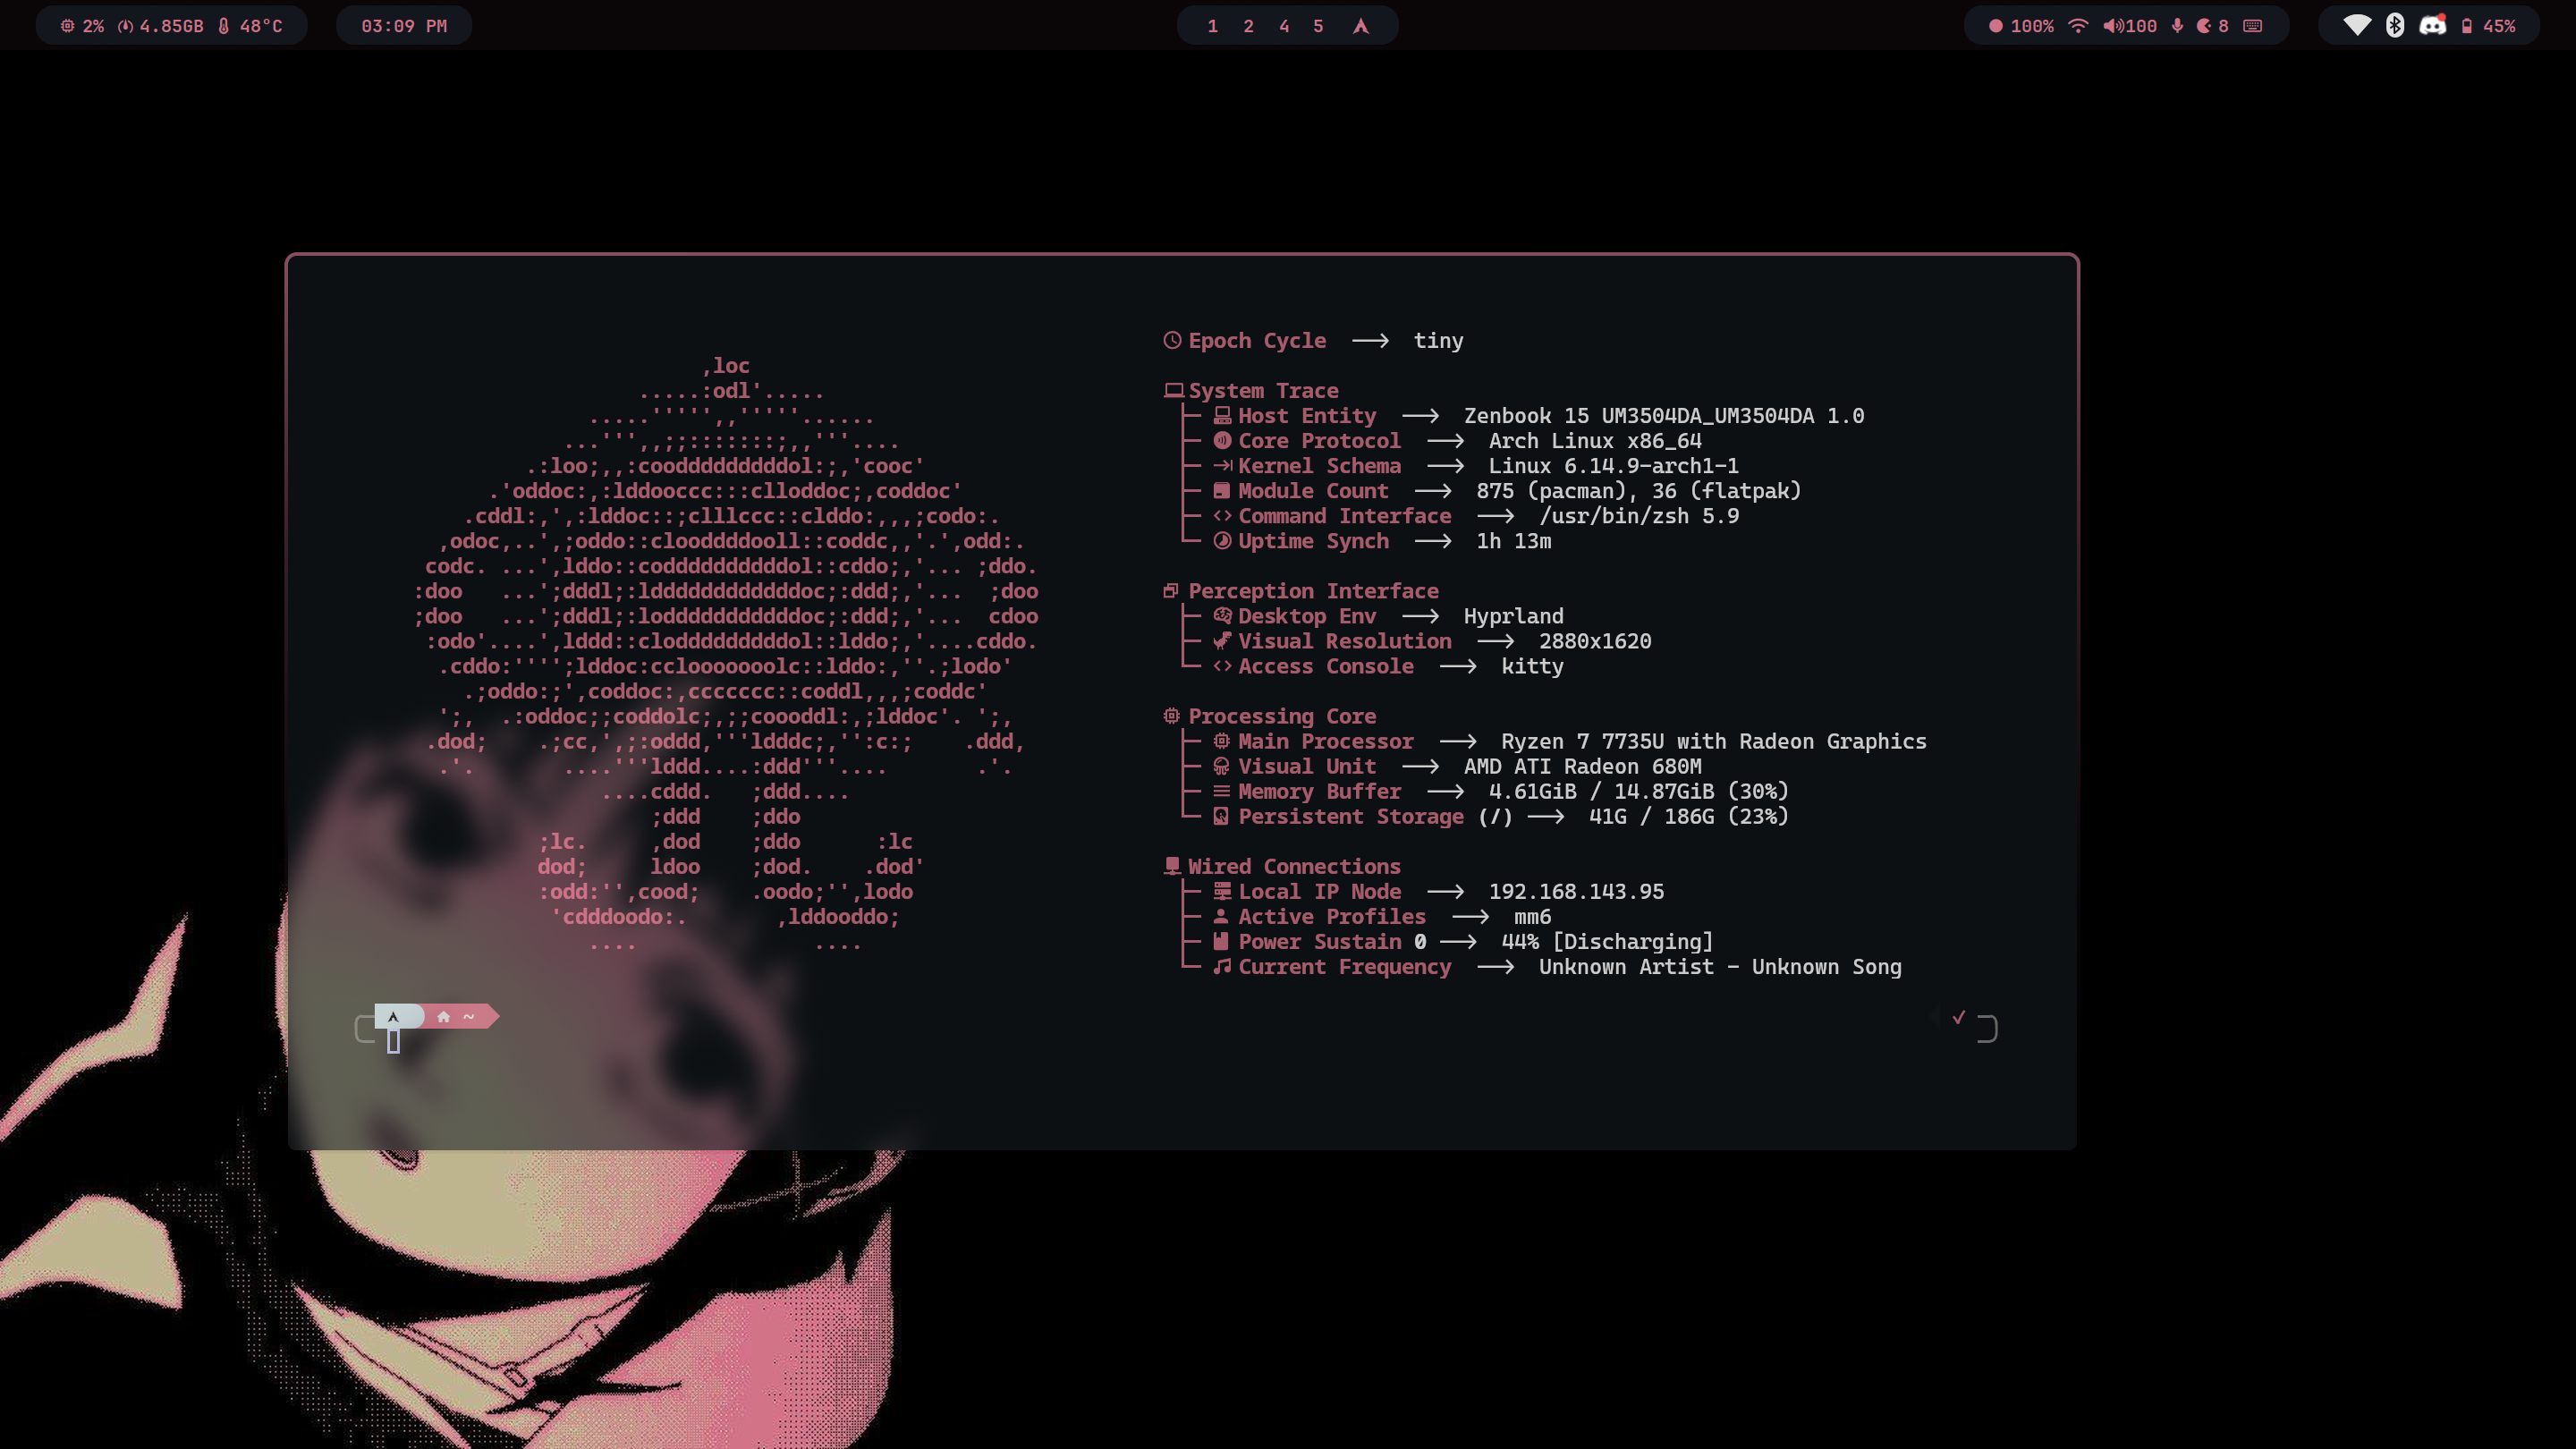 2% 4.85GB 48°C 03:09 PM 1 2 4 5 100% 100 8 45%
,loc
.....:odl'.....
.....''''',,'''''......
...''',,;;::::::::;,,'''....
.:loo;,,:cooddddddddddol:;,'cooc'
.'oddoc:,:lddooccc:::clloddoc;,coddoc'
.cddl:,',:lddoc::;clllccc::clddo:,,,;codo:.
,odoc,..',;oddo::clooddddooll::coddc,,'.',odd:.
codc. ...',lddo::coddddddddddol::cddo;,'... ;ddo.
:doo   ...';dddl;:lddddddddddddoc;:ddd;,'...  ;doo
;doo   ...';dddl;:loddddddddddddoc;:ddd;,'...  cdoo
:odo'....',lddd::clodddddddddol::lddo;,'....cddo.
.cddo:'''';lddoc:cclooooooolc::lddo:,''.;lodo'
.;oddo:;',coddoc:,ccccccc::coddl,,,;coddc'
';,  .:oddoc;;coddolc;,;;coooddl:,;lddoc'. ';,
.dod;    .;cc,',;:oddd,'''ldddc;,'':c:;    .ddd,
.'.       ....'''lddd....:ddd'''....       .'.
....cddd.   ;ddd....
;ddd    ;ddo
;lc.     ,dod    ;ddo      :lc
dod;     ldoo    ;dod.    .dod'
:odd:'',cood;    .oodo;'',lodo
'cdddoodo:.       ,lddooddo;
....              ....
Epoch Cycle ⟶ tiny
System Trace
Host Entity ⟶ Zenbook 15 UM3504DA_UM3504DA 1.0
Core Protocol ⟶ Arch Linux x86_64
Kernel Schema ⟶ Linux 6.14.9-arch1-1
Module Count ⟶ 875 (pacman), 36 (flatpak)
Command Interface ⟶ /usr/bin/zsh 5.9
Uptime Synch ⟶ 1h 13m
Perception Interface
Desktop Env ⟶ Hyprland
Visual Resolution ⟶ 2880x1620
Access Console ⟶ kitty
Processing Core
Main Processor ⟶ Ryzen 7 7735U with Radeon Graphics
Visual Unit ⟶ AMD ATI Radeon 680M
Memory Buffer ⟶ 4.61GiB / 14.87GiB (30%)
Persistent Storage (/) ⟶ 41G / 186G (23%)
Wired Connections
Local IP Node ⟶ 192.168.143.95
Active Profiles ⟶ mm6
Power Sustain 0 ⟶ 44% [Discharging]
Current Frequency ⟶ Unknown Artist - Unknown Song
~ ✓